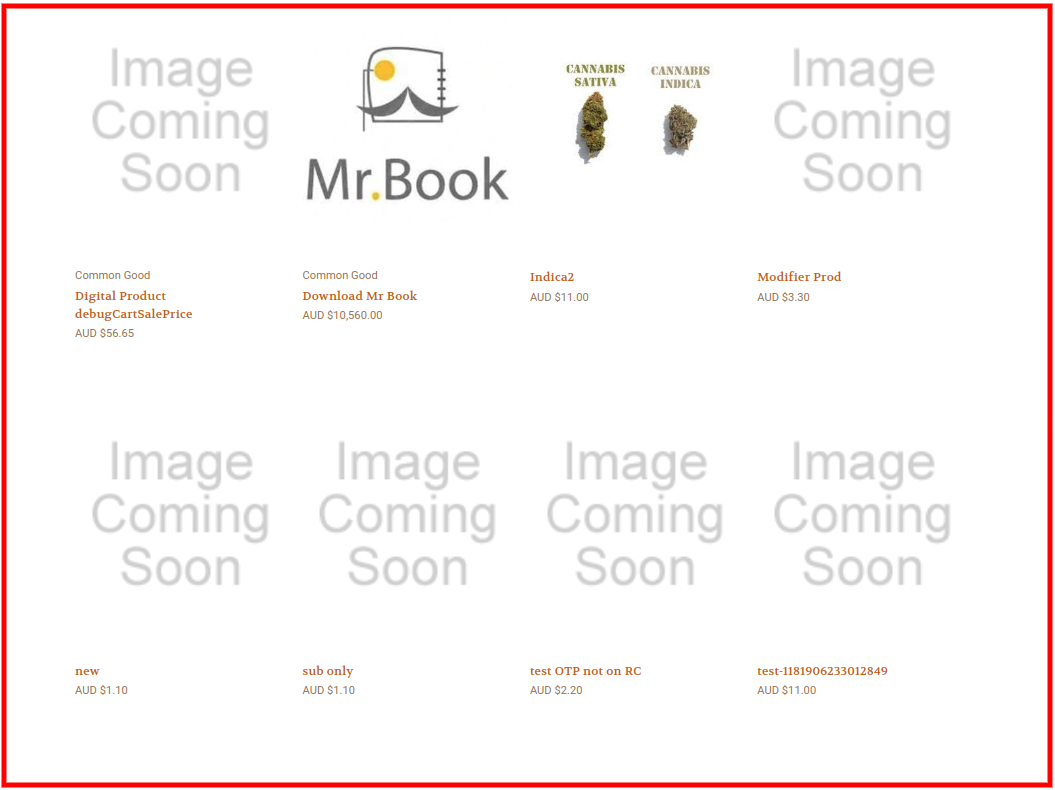 Image
Coming
Soon
Mr.Book
CANNABIS
SATIVA
CANNABIS
INDICA
Image
Coming
Soon
Common Good
Digital Product
debugCartSalePrice
AUD $56.65
Common Good
Download Mr Book
AUD $10,560.00
Indica2
AUD $11.00
Modifier Prod
AUD $3.30
Image
Coming
Soon
Image
Coming
Soon
Image
Coming
Soon
Image
Coming
Soon
new
AUD $1.10
sub only
AUD $1.10
test OTP not on RC
AUD $2.20
test-1181906233012849
AUD $11.00